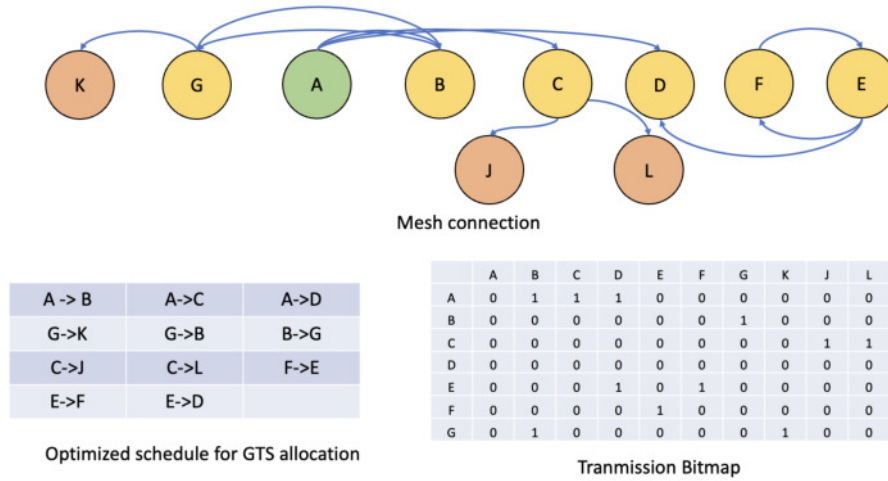 K G A B C D F E
J L
Mesh connection
A -> B A->C A->D
G->K G->B B->G
C->J C->L F->E
E->F E->D
Optimized schedule for GTS allocation
A B C D E F G K J L
A 0 1 1 1 0 0 0 0 0 0
B 0 0 0 0 0 0 1 0 0 0
C 0 0 0 0 0 0 0 0 1 1
D 0 0 0 0 0 0 0 0 0 0
E 0 0 0 1 0 1 0 0 0 0
F 0 0 0 0 1 0 0 0 0 0
G 0 1 0 0 0 0 0 1 0 0
Tranmission Bitmap